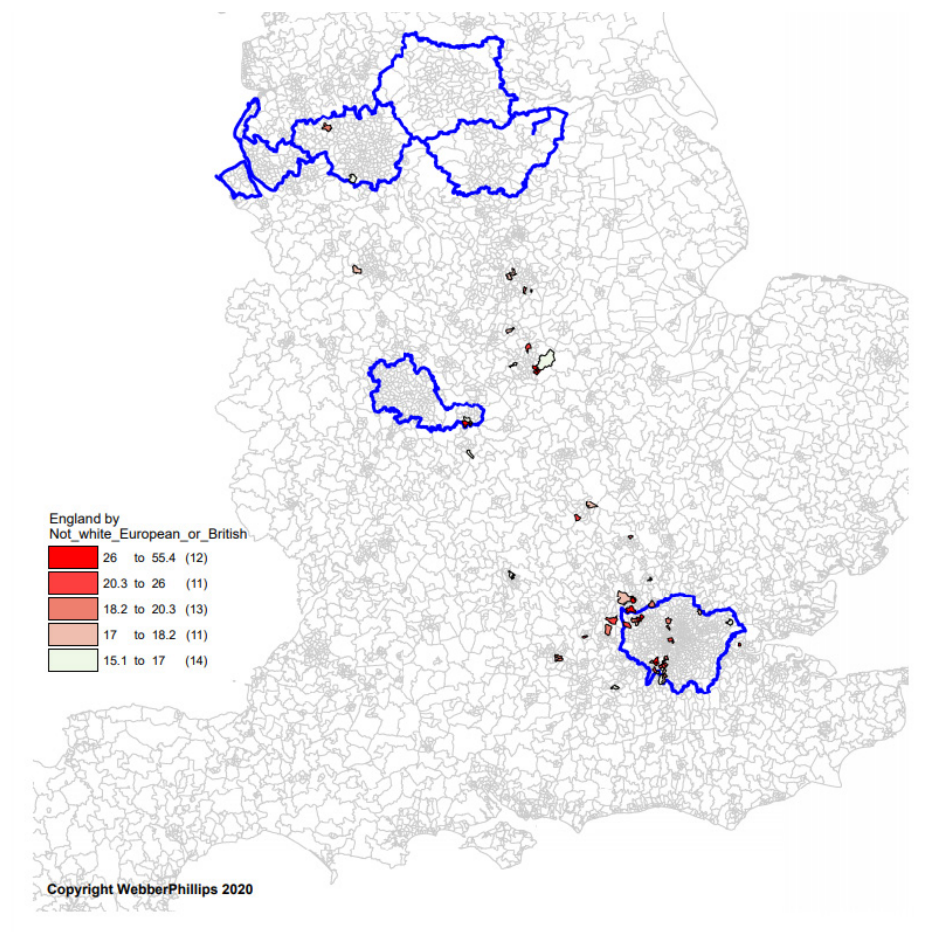 England by
Not_white_European_or_British
26 to 55.4 (12)
20.3 to 26 (11)
18.2 to 20.3 (13)
17 to 18.2 (11)
15.1 to 17 (14)
Copyright WebberPhillips 2020